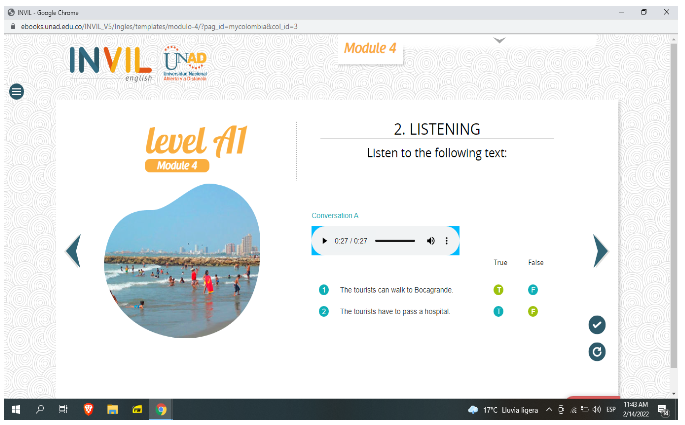 INVIL - Google Chrome
ebooks.unad.edu.co/INVIL_V5/Ingles/templates/modulo-4/?pag_id=mycolombia&col_id=3
INVIL
english
UNAD
Universidad Nacional
Abierta y a Distancia
Module 4
level A1
Module 4
2. LISTENING
Listen to the following text:
Conversation A
0:27 / 0:27
True False
1 The tourists can walk to Bocagrande. T F
2 The tourists have to pass a hospital. T F
17°C Lluvia ligera ESP 11:43 AM
2/14/2022